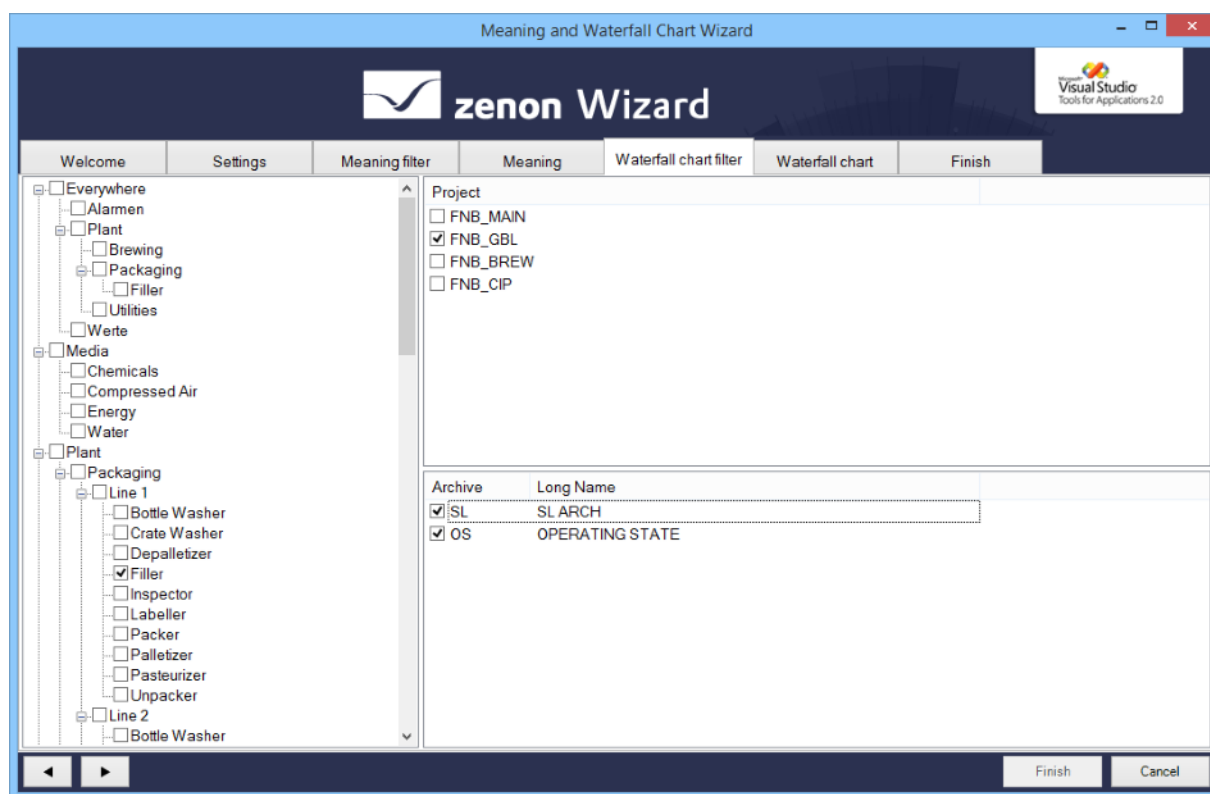 Meaning and Waterfall Chart Wizard
zenon Wizard
Microsoft
Visual Studio
Tools for Applications 2.0
Welcome Settings Meaning filter Meaning Waterfall chart filter Waterfall chart Finish
Everywhere
Alarmen
Plant
Brewing
Packaging
Filler
Utilities
Werte
Media
Chemicals
Compressed Air
Energy
Water
Plant
Packaging
Line 1
Bottle Washer
Crate Washer
Depalletizer
Filler
Inspector
Labeller
Packer
Palletizer
Pasteurizer
Unpacker
Line 2
Bottle Washer
Project
FNB_MAIN
FNB_GBL
FNB_BREW
FNB_CIP
Archive Long Name
SL SL ARCH
OS OPERATING STATE
Finish Cancel